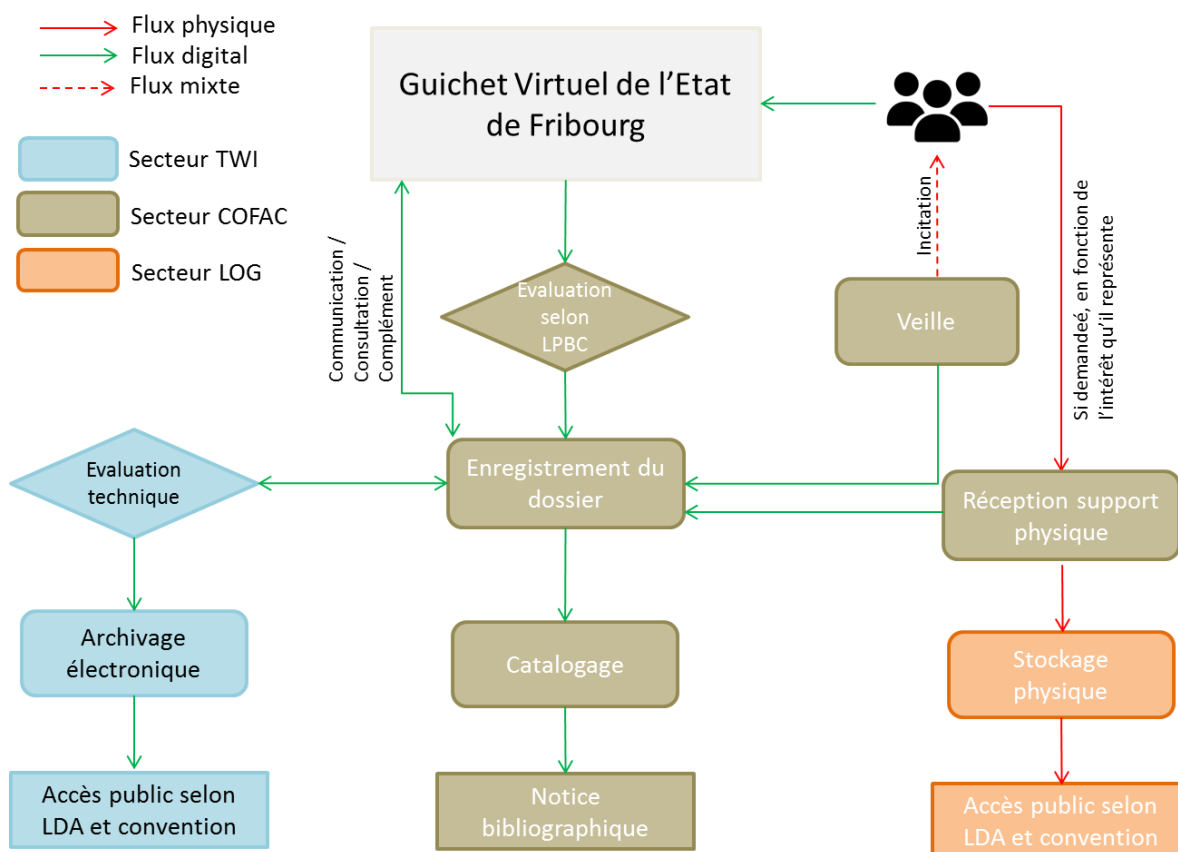 Flux physique
Flux digital
Flux mixte
Secteur TWI
Secteur COFAC
Secteur LOG
Guichet Virtuel de l’Etat
de Fribourg
Communication /
Consultation /
Complément
Evaluation
selon
LPBC
Incitation
Veille
Si demandeé, en fonction de
l’intérêt qu’il représente
Evaluation
technique
Enregistrement du
dossier
Réception support
physique
Archivage
électronique
Catalogage
Stockage
physique
Accès public selon
LDA et convention
Notice
bibliographique
Accès public selon
LDA et convention